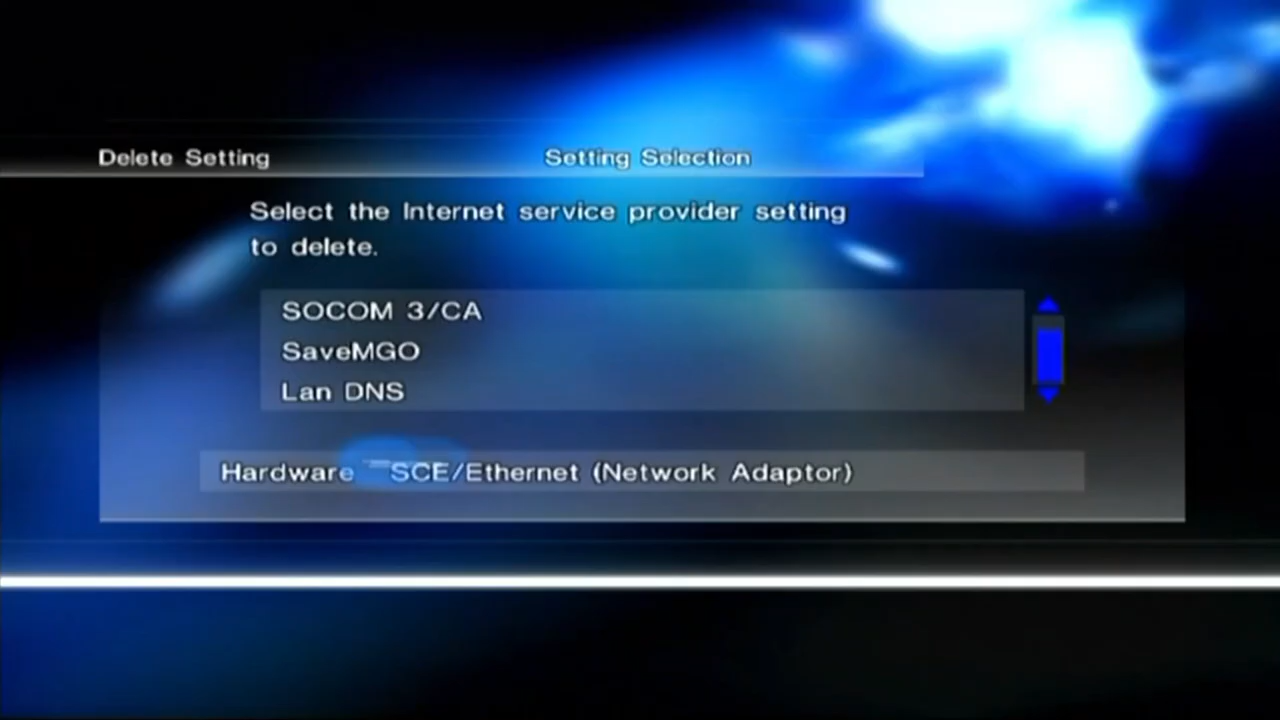 Delete Setting
Setting Selection
Select the Internet service provider setting
to delete.
SOCOM 3/CA
SaveMGO
Lan DNS
Hardware SCE/Ethernet (Network Adaptor)